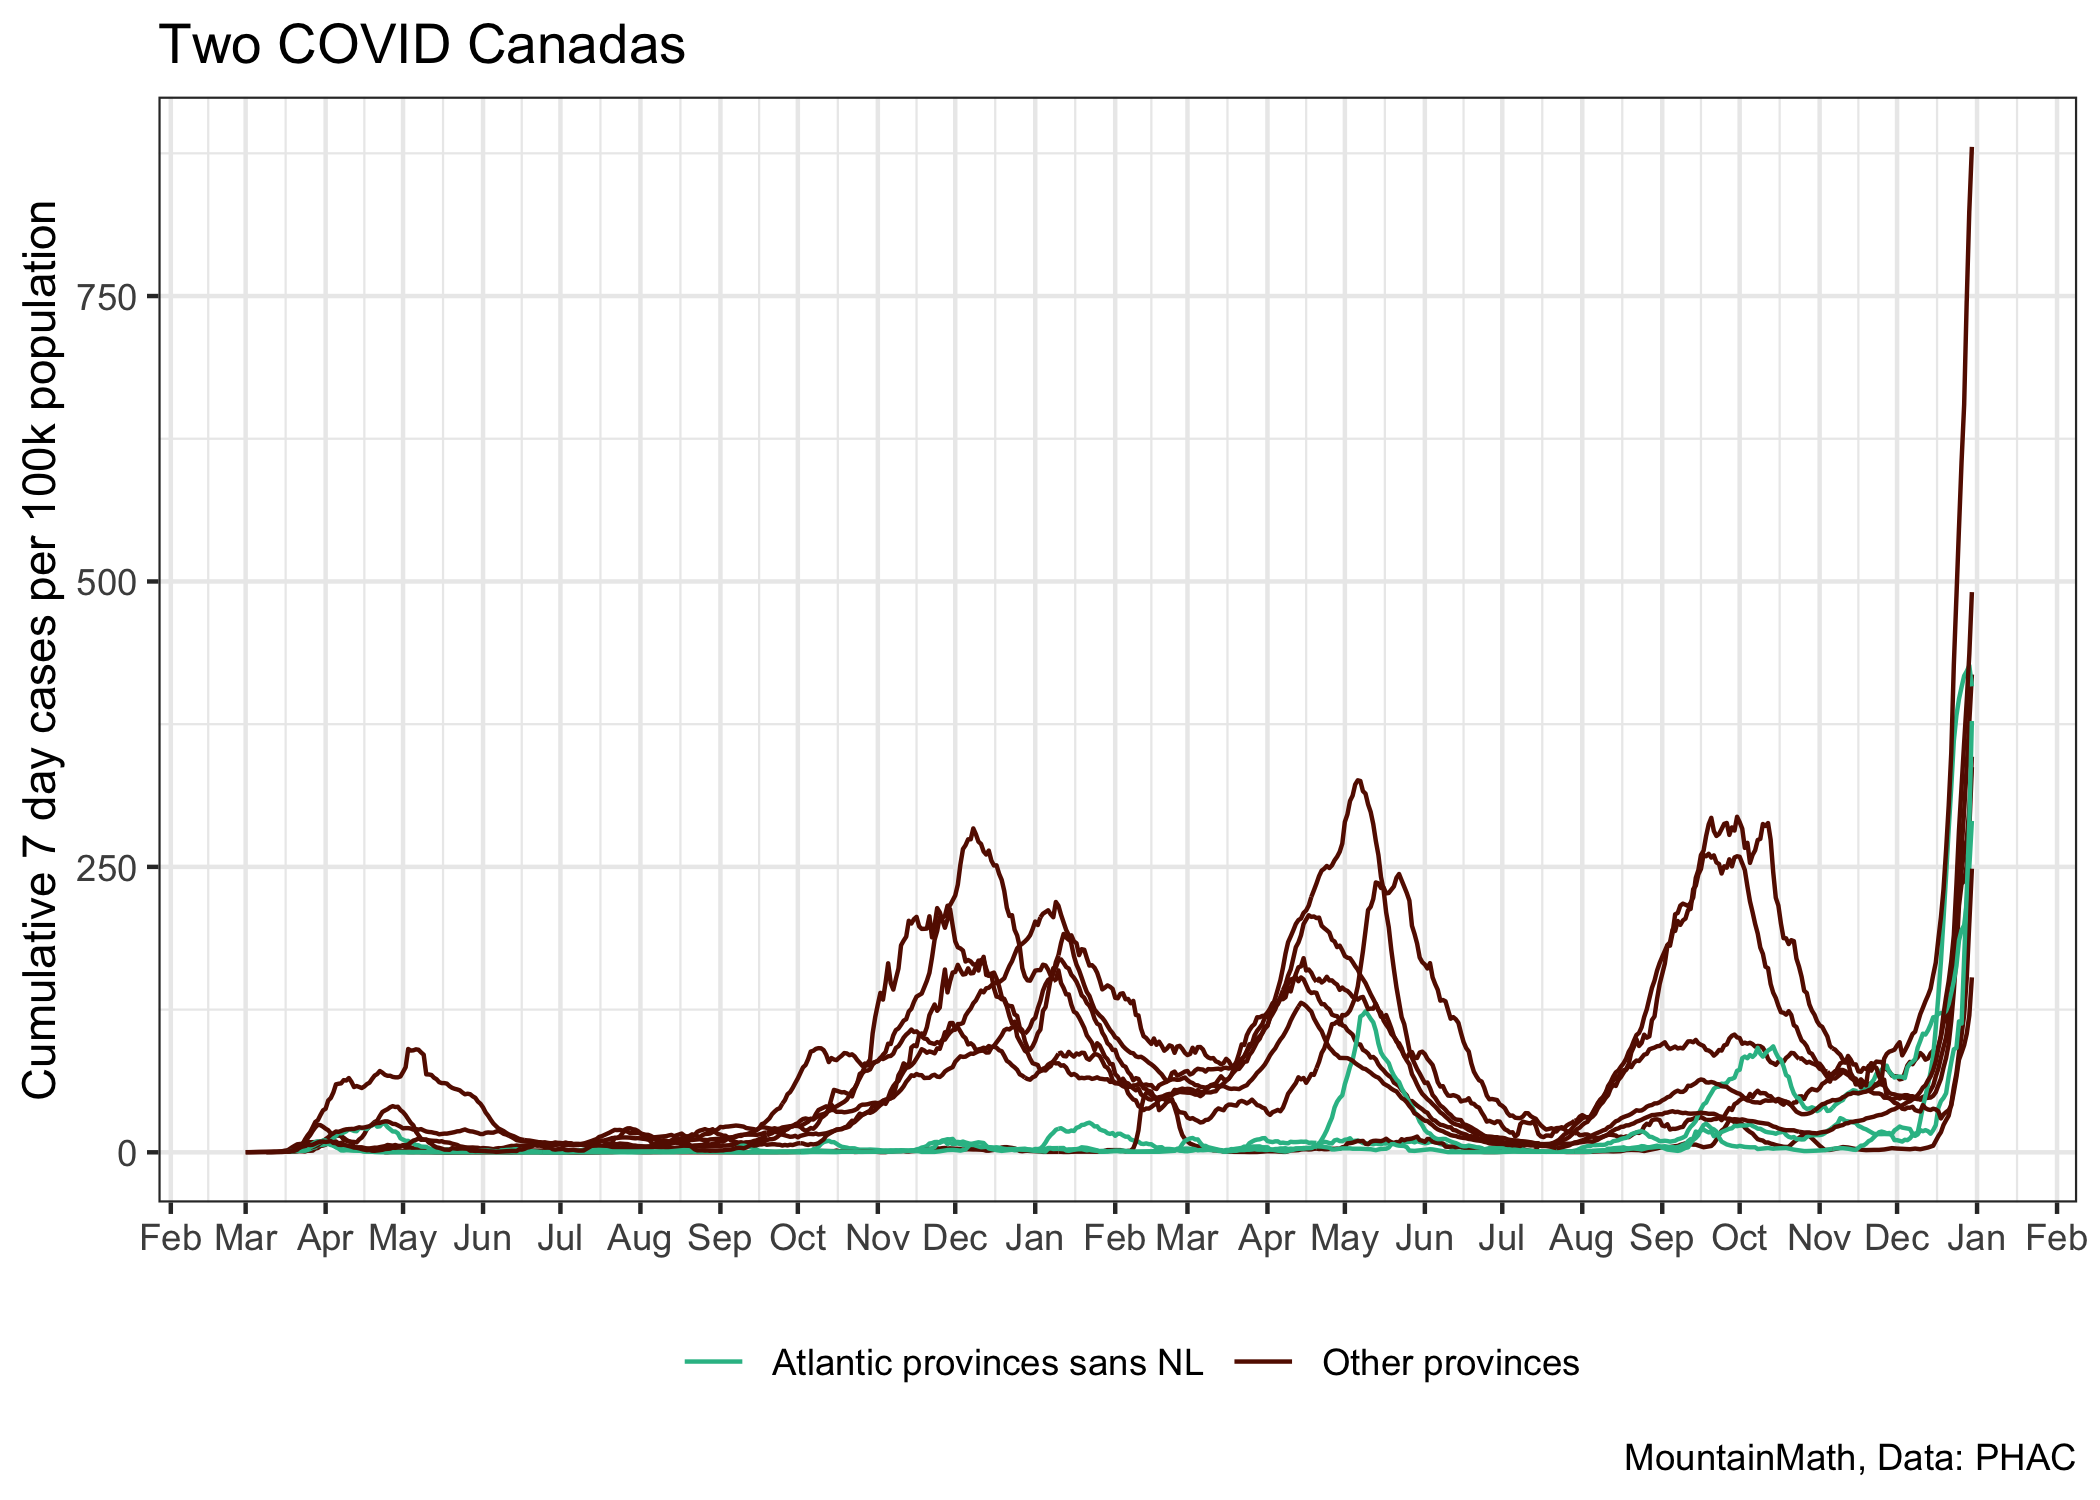 Two COVID Canadas
Cumulative 7 day cases per 100k population
750
500
250
0
Feb Mar Apr May Jun Jul Aug Sep Oct Nov Dec Jan Feb Mar Apr May Jun Jul Aug Sep Oct Nov Dec Jan Feb
Atlantic provinces sans NL Other provinces
MountainMath, Data: PHAC